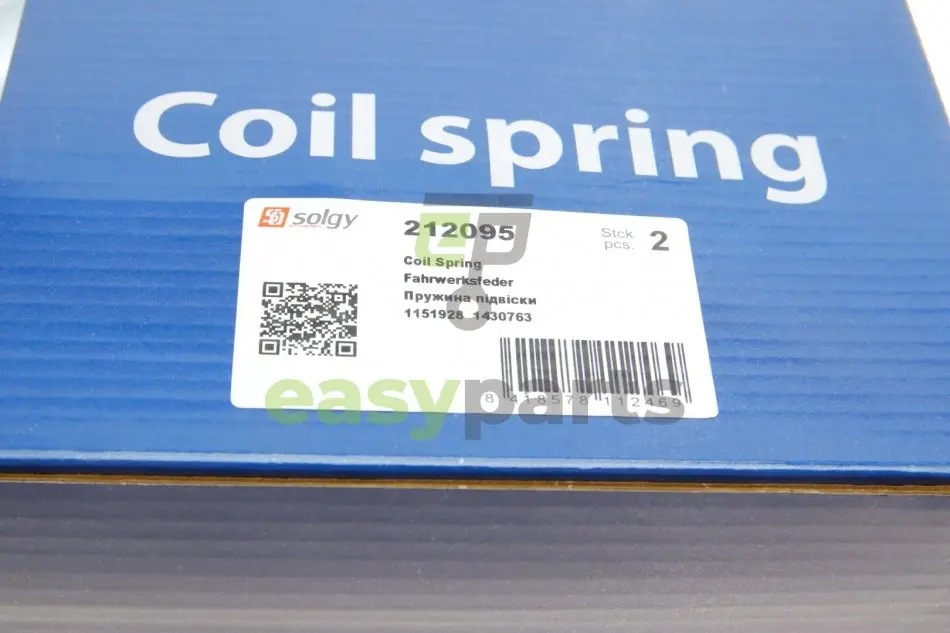 Coil spring
solgy
212095
Stck
pcs. 2
Coil Spring
Fahrwerksfeder
Пружина підвіски
1151928 1430763
8 418578 112469
easyparts